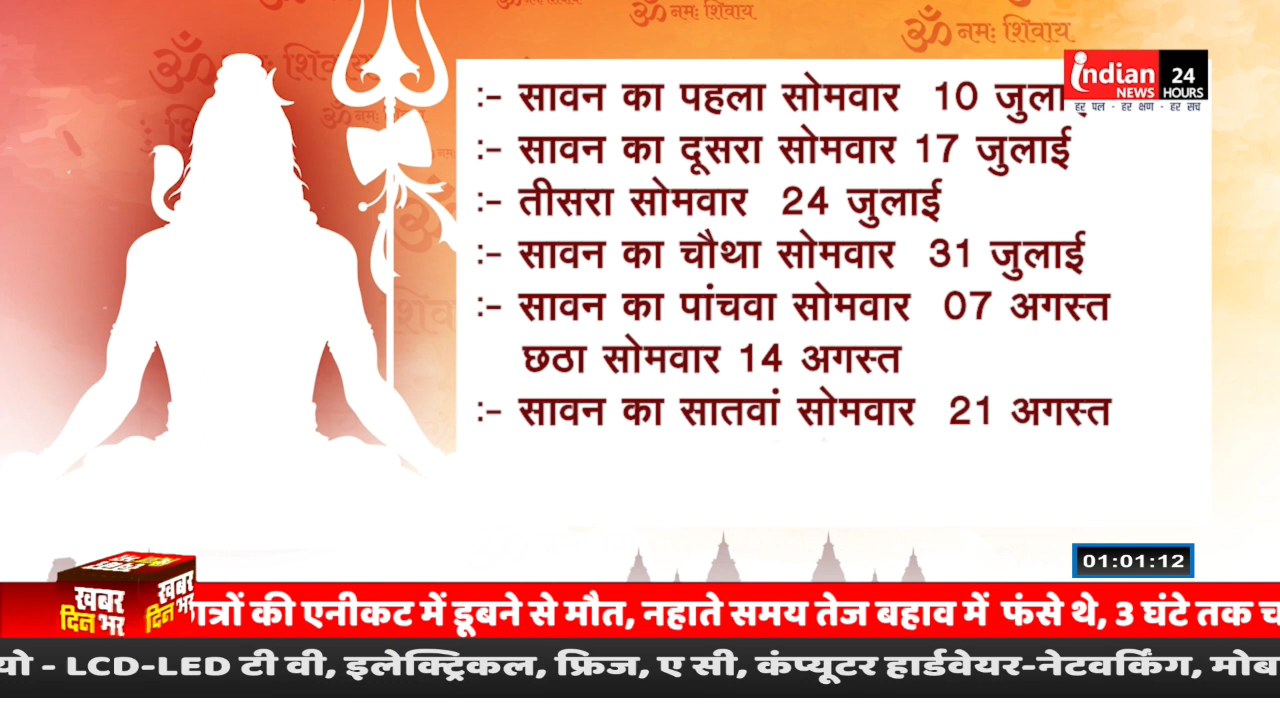 ॐ नमः शिवाय
ॐ नमः शिवाय
ॐ
ॐ नमः
:- सावन का पहला सोमवार 10
:- सावन का दूसरा सोमवार 17 जुलाई
:- तीसरा सोमवार 24 जुलाई
:- सावन का चौथा सोमवार 31 जुलाई
:- सावन का पांचवा सोमवार 07 अगस्त
छठा सोमवार 14 अगस्त
:- सावन का सातवां सोमवार 21 अगस्त
indian NEWS 24 HOURS
हर पल - हर क्षण - हर सच
01:01:12
खबर दिन भर
खबर दिन भर
की एनीकट में डूबने से मौत, नहाते समय तेज बहाव में फंसे थे, 3 घंटे तक
- LCD-LED टी वी, इलेक्ट्रिकल, फ्रिज, ए सी, कंप्यूटर हार्डवेयर-नेटवर्किंग,